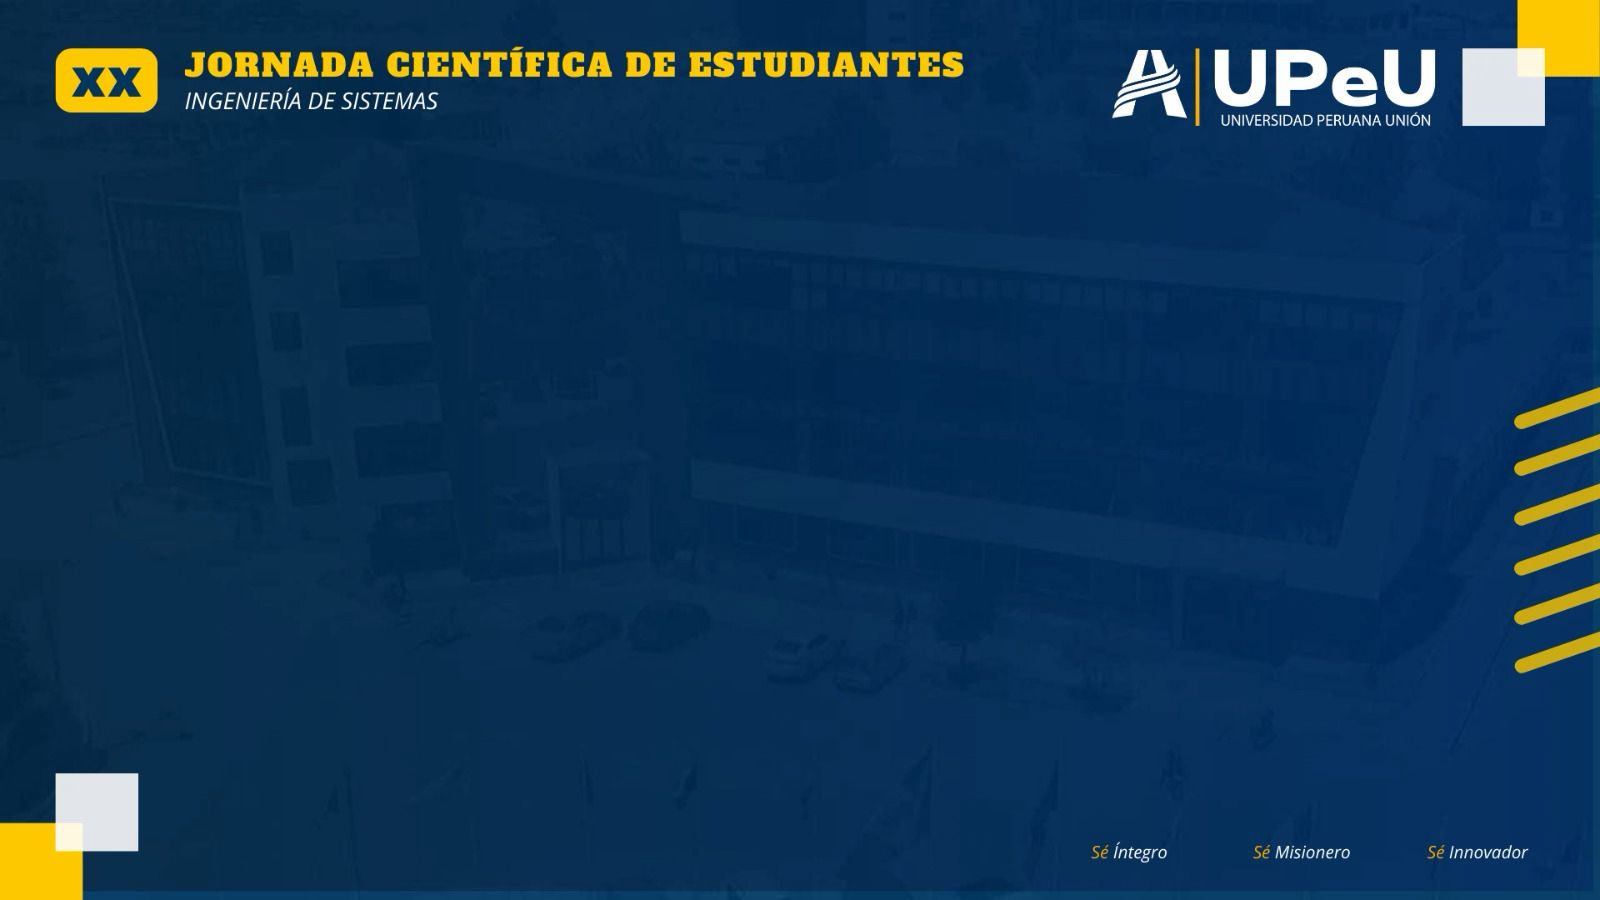 XX
JORNADA CIENTÍFICA DE ESTUDIANTES
INGENIERÍA DE SISTEMAS
UPeU
UNIVERSIDAD PERUANA UNIÓN
Sé Íntegro
Sé Misionero
Sé Innovador